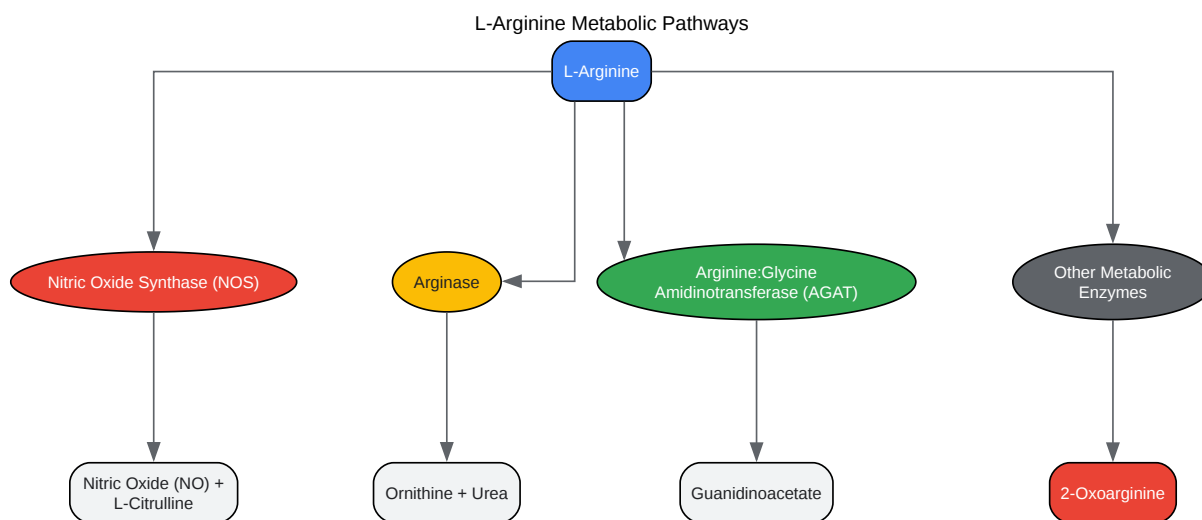 L-Arginine Metabolic Pathways
L-Arginine
Nitric Oxide Synthase (NOS)
Arginase
Arginine:Glycine
Amidinotransferase (AGAT)
Other Metabolic
Enzymes
Nitric Oxide (NO) +
L-Citrulline
Ornithine + Urea
Guanidinoacetate
2-Oxoarginine